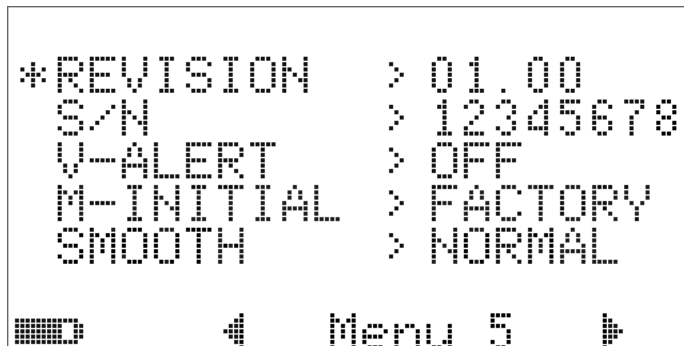 *REVISION > 01.00
S/N > 12345678
V-ALERT > OFF
M-INITIAL > FACTORY
SMOOTH > NORMAL
Menu 5